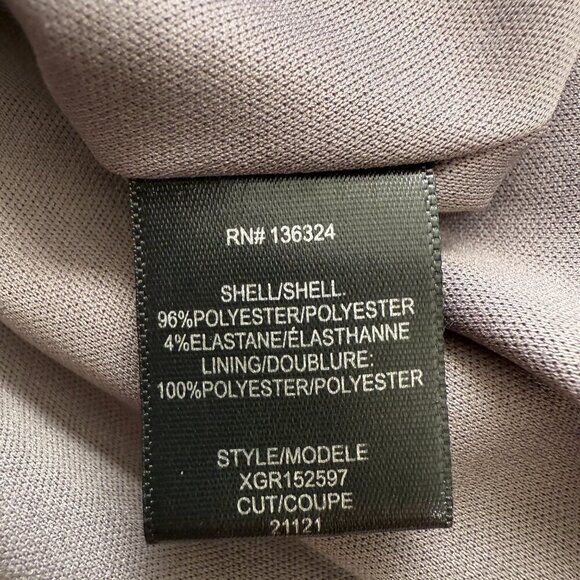 RN# 136324
SHELL/SHELL.
96%POLYESTER/POLYESTER
4%ELASTANE/ÉLASTHANNE
LINING/DOUBLURE:
100%POLYESTER/POLYESTER
STYLE/MODELE
XGR152597
CUT/COUPE
21121